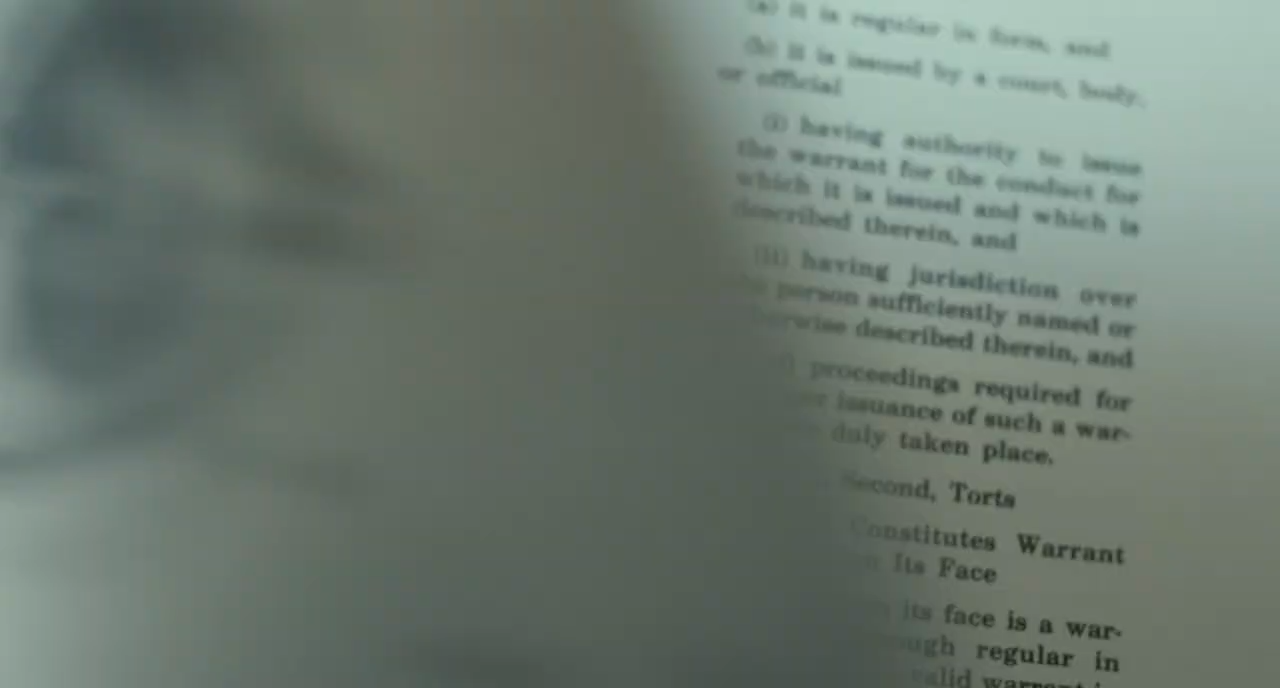 (a) it is regular in form, and
(b) it is issued by a court, body,
or official
(i) having authority to issue
the warrant for the conduct for
which it is issued and which is
described therein, and
(ii) having jurisdiction over
person sufficiently named or
described therein, and
proceedings required for
issuance of such a war-
duly taken place.
Second, Torts
Constitutes Warrant
Its Face
its face is a war-
regular in
valid warrant